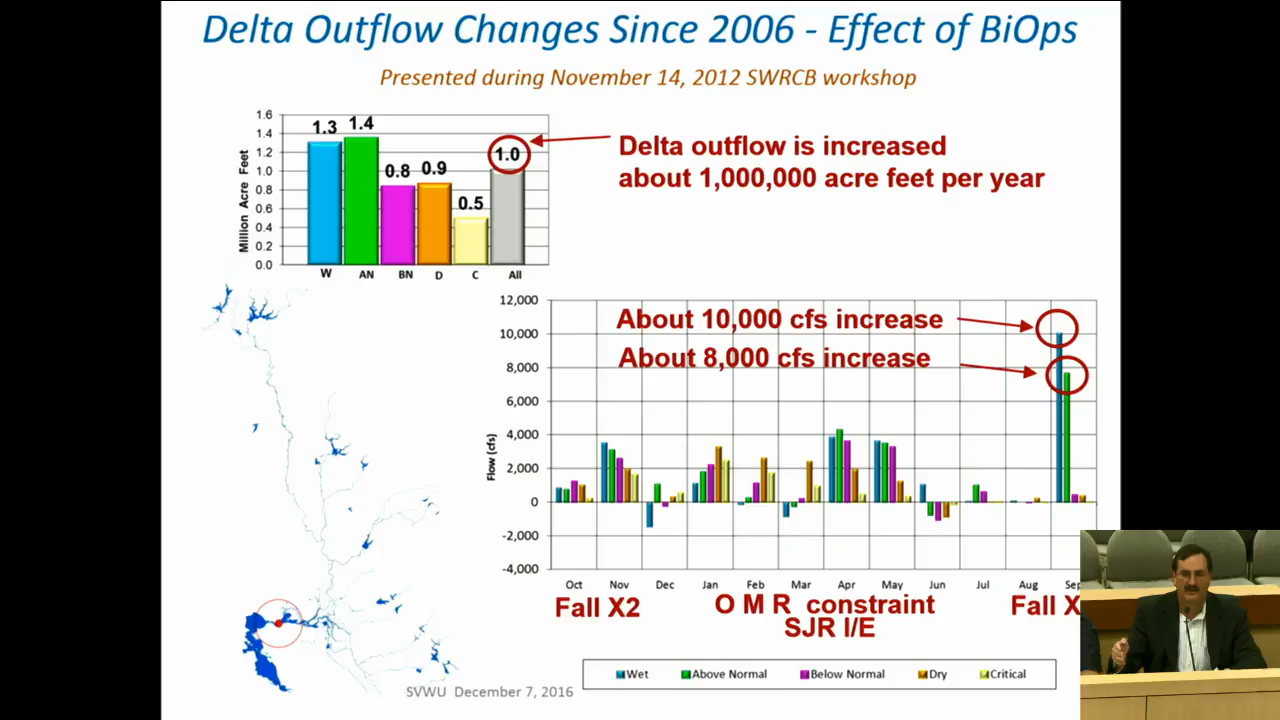 Delta Outflow Changes Since 2006 - Effect of BiOps
Presented during November 14, 2012 SWRCB workshop
Million Acre Feet
1.6
1.4
1.2
1.0
0.8
0.6
0.4
0.2
0.0
1.3
1.4
0.8
0.9
0.5
1.0
W AN BN D C All
Delta outflow is increased
about 1,000,000 acre feet per year
Flow (cfs)
12,000
10,000
8,000
6,000
4,000
2,000
0
-2,000
-4,000
About 10,000 cfs increase
About 8,000 cfs increase
Oct Nov Dec Jan Feb Mar Apr May Jun Jul Aug Sep
Fall X2
O M R constraint
SJR I/E
Fall X
Wet Above Normal Below Normal Dry Critical
SVWU December 7, 2016